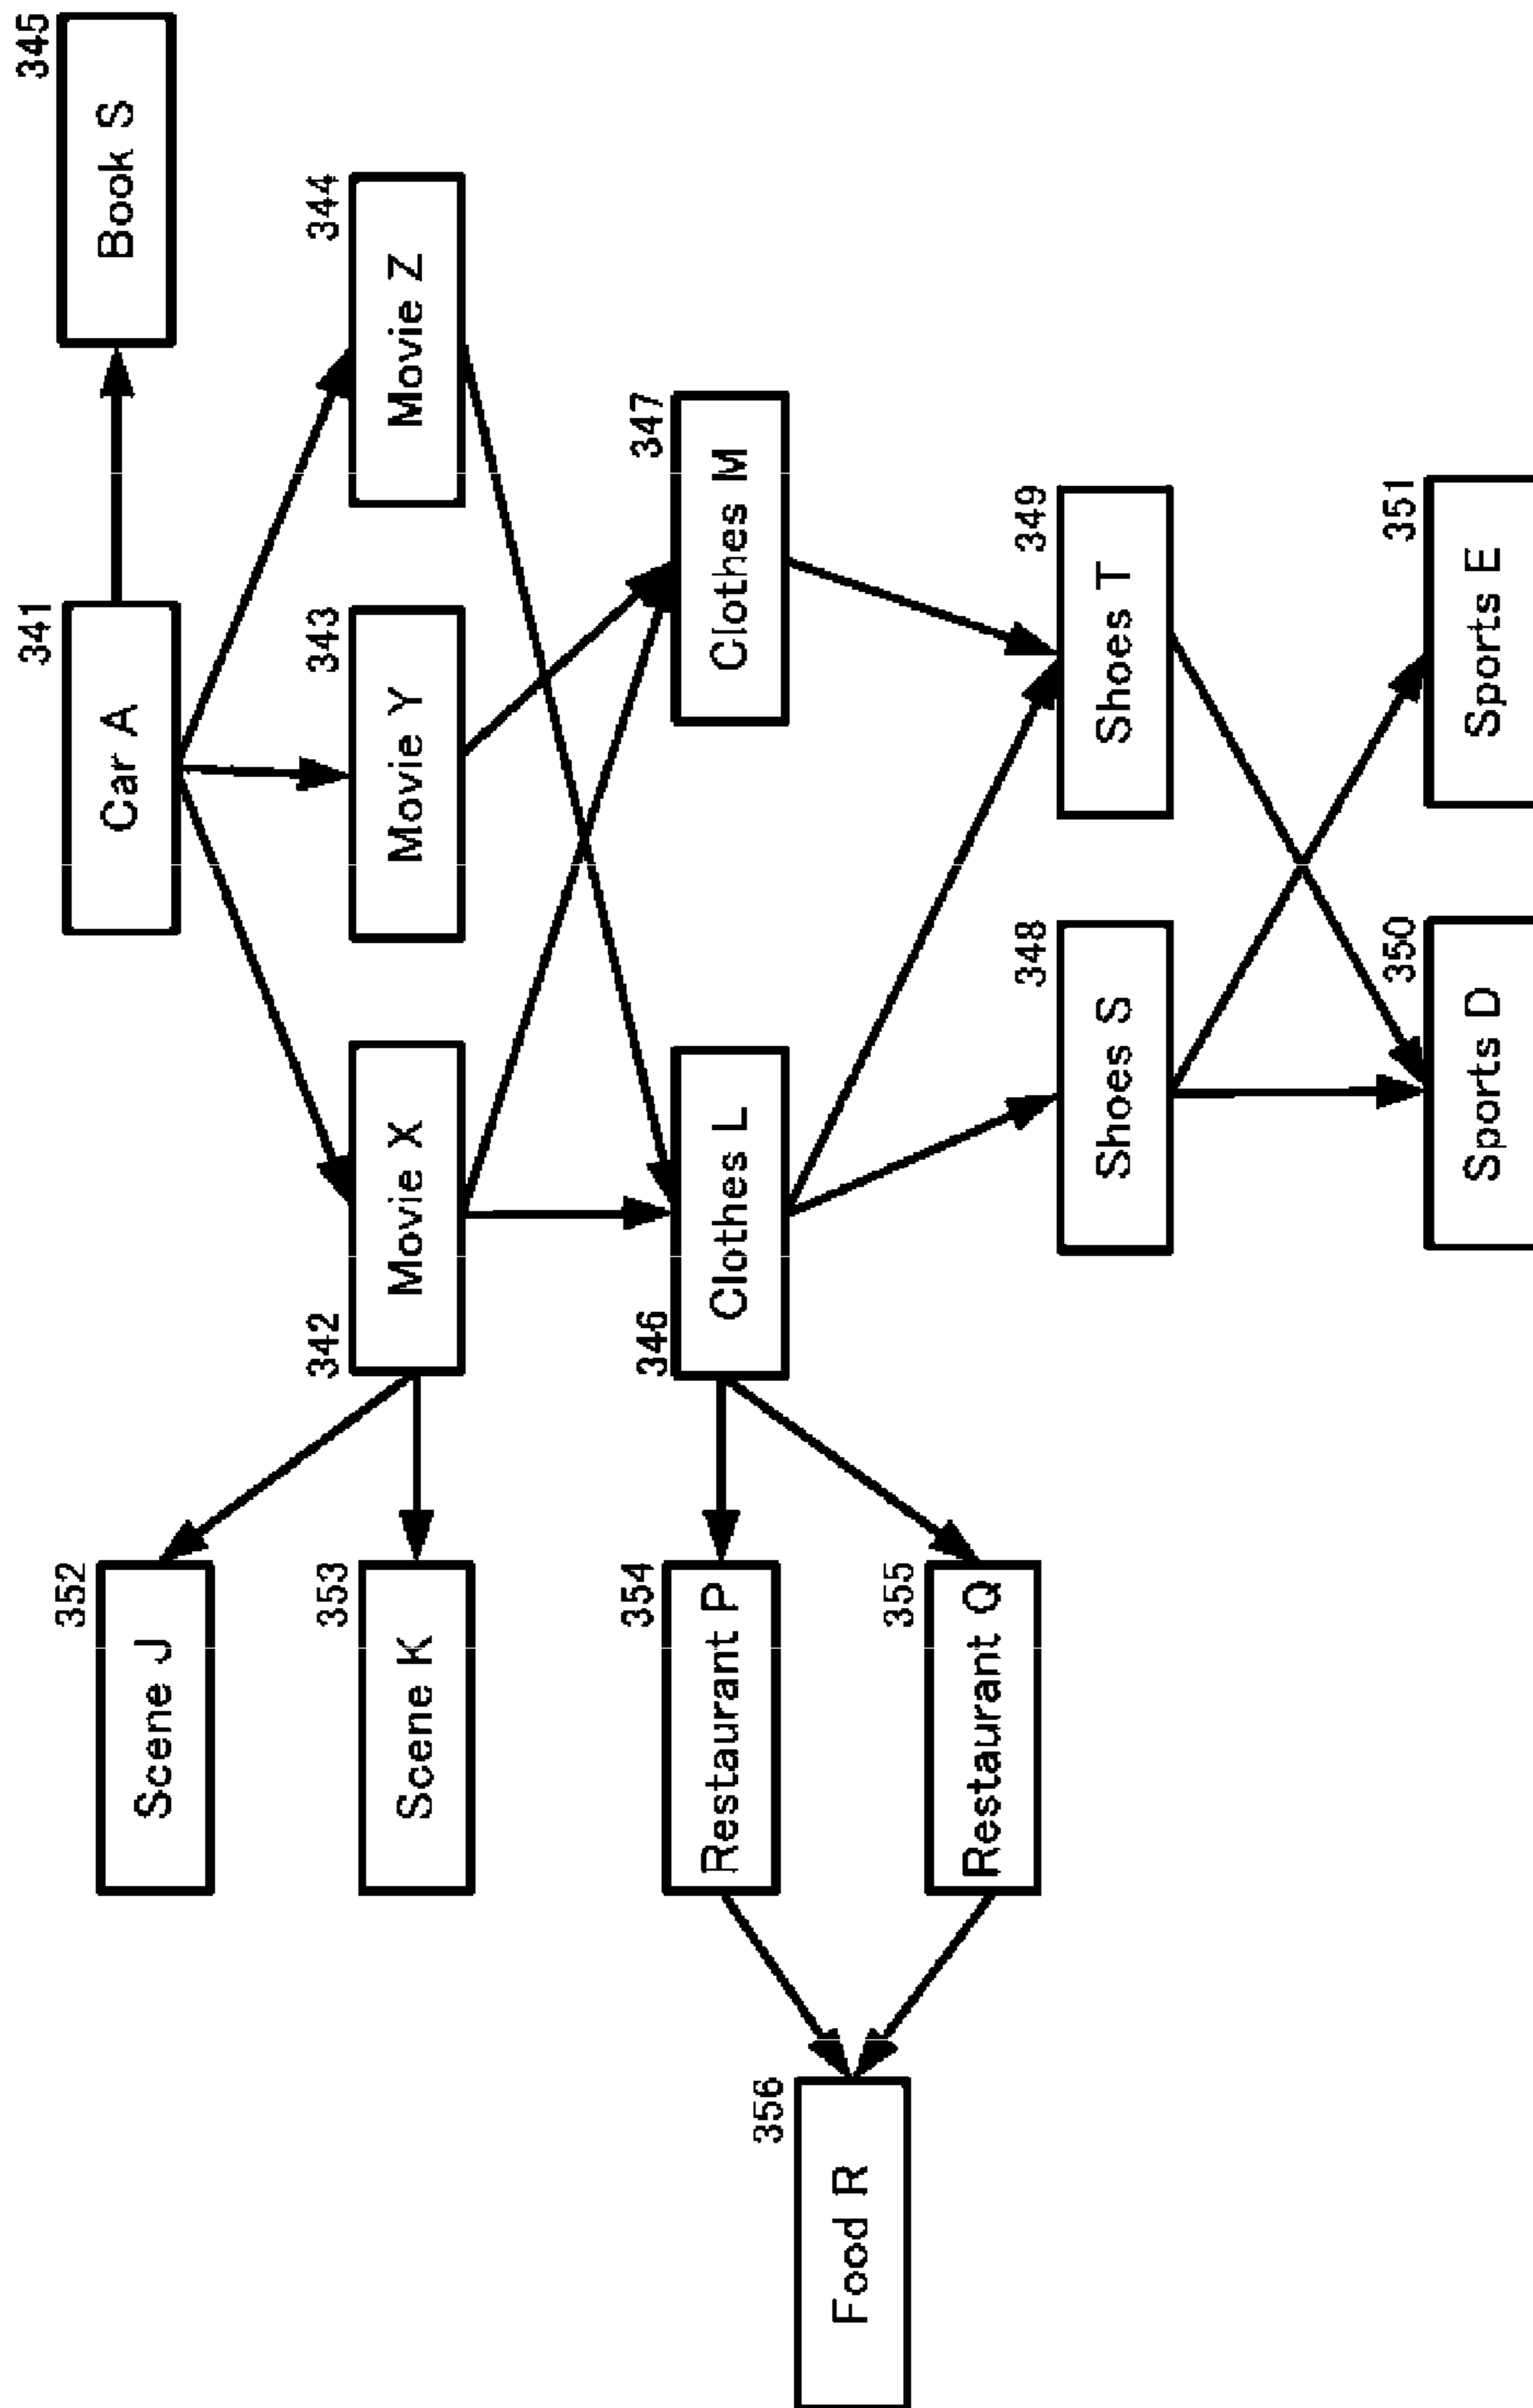 345
Book S
341
Car A
344
Movie Z
343
Movie Y
342
Movie X
352
Scene J
353
Scene K
347
Clothes M
346
Clothes L
354
Restaurant P
355
Restaurant Q
356
Food R
349
Shoes T
348
Shoes S
351
Sports E
350
Sports D